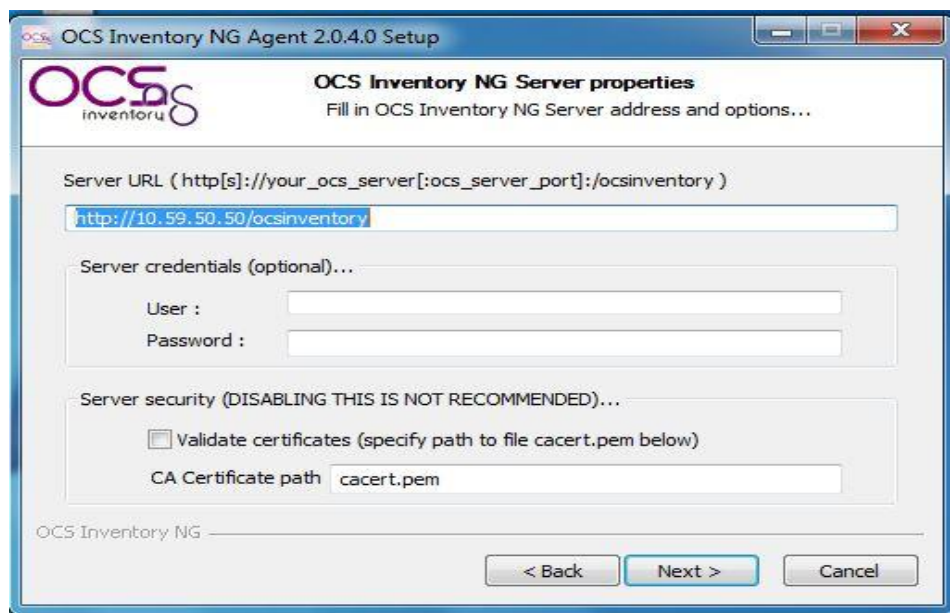 OCS Inventory NG Agent 2.0.4.0 Setup
OCS
inventory
NG
OCS Inventory NG Server properties
Fill in OCS Inventory NG Server address and options...
Server URL ( http[s]://your_ocs_server[:ocs_server_port]:/ocsinventory )
http://10.59.50.50/ocsinventory
Server credentials (optional)...
User :
Password :
Server security (DISABLING THIS IS NOT RECOMMENDED)...
Validate certificates (specify path to file cacert.pem below)
CA Certificate path cacert.pem
OCS Inventory NG
< Back Next > Cancel